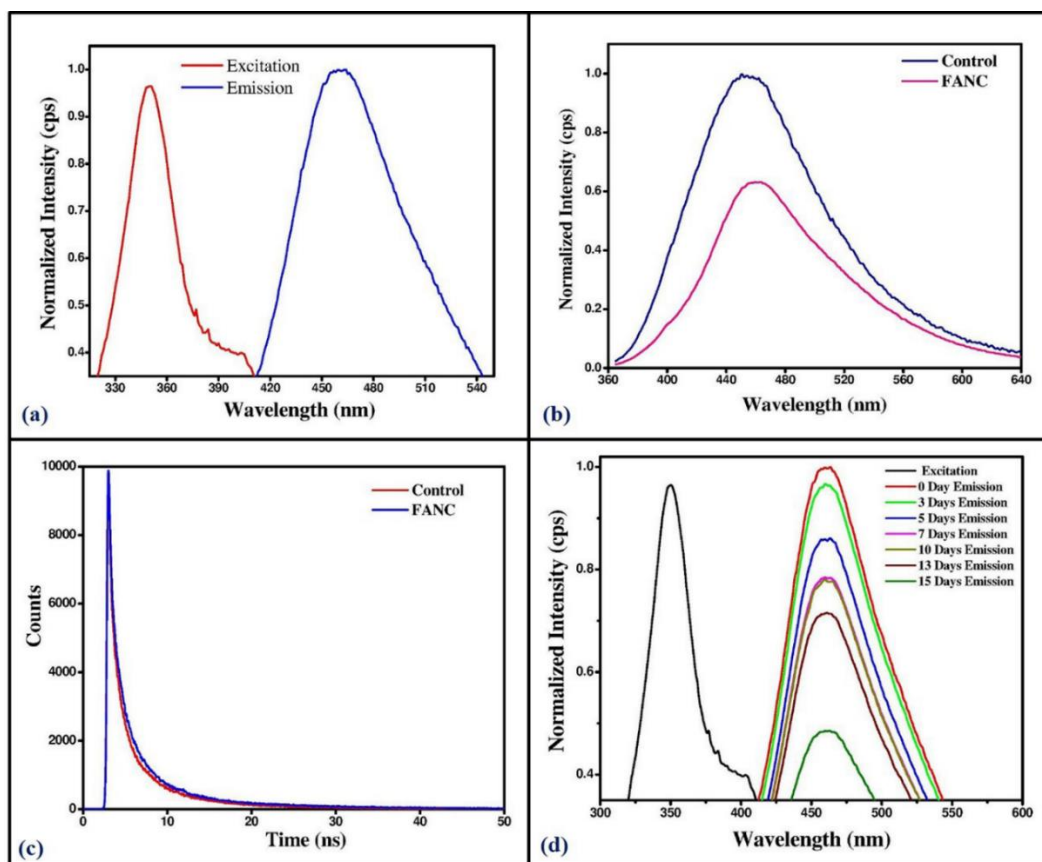 Excitation
Emission
1.0
0.9
0.8
0.7
0.6
0.5
0.4
Normalized Intensity (cps)
330 360 390 420 450 480 510 540
Wavelength (nm)
(a)
Control
FANC
1.0
0.8
0.6
0.4
0.2
0.0
Normalized Intensity (cps)
360 400 440 480 520 560 600 640
Wavelength (nm)
(b)
Control
FANC
10000
8000
6000
4000
2000
0
Counts
0 10 20 30 40 50
Time (ns)
(c)
Excitation
0 Day Emission
3 Days Emission
5 Days Emission
7 Days Emission
10 Days Emission
13 Days Emission
15 Days Emission
1.0
0.8
0.6
0.4
Normalized Intensity (cps)
300 350 400 450 500 550 600
Wavelength (nm)
(d)